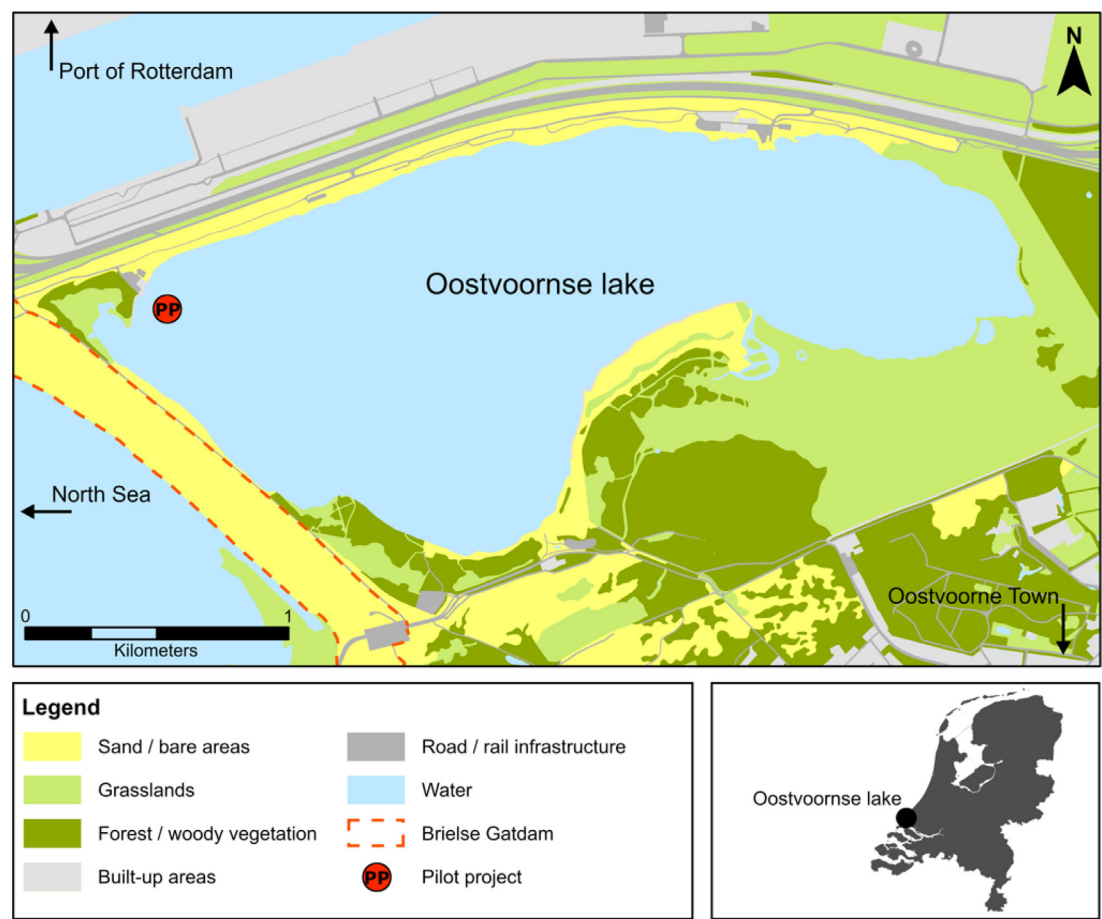 Port of Rotterdam
N
Oostvoornse lake
PP
North Sea
Oostvoorne Town
0 1
Kilometers
Legend
Sand / bare areas
Grasslands
Forest / woody vegetation
Built-up areas
Road / rail infrastructure
Water
Brielse Gatdam
PP Pilot project
Oostvoornse lake